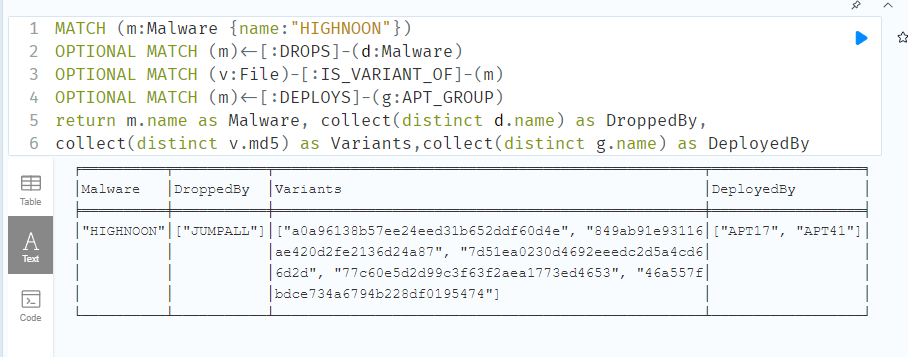 1 MATCH (m:Malware {name:"HIGHNOON"})
2 OPTIONAL MATCH (m)<-[:DROPS]-(d:Malware)
3 OPTIONAL MATCH (v:File)-[:IS_VARIANT_OF]-(m)
4 OPTIONAL MATCH (m)<-[:DEPLOYS]-(g:APT_GROUP)
5 return m.name as Malware, collect(distinct d.name) as DroppedBy,
6 collect(distinct v.md5) as Variants,collect(distinct g.name) as DeployedBy
Table
Text
Code
Malware DroppedBy Variants DeployedBy
"HIGHNOON" ["JUMPALL"] ["a0a96138b57ee24eed31b652ddf60d4e", "849ab91e93116 ["APT17", "APT41"]
ae420d2fe2136d24a87", "7d51ea0230d4692eeedc2d5a4cd6
6d2d", "77c60e5d2d99c3f63f2aea1773ed4653", "46a557f
bdce734a6794b228df0195474"]